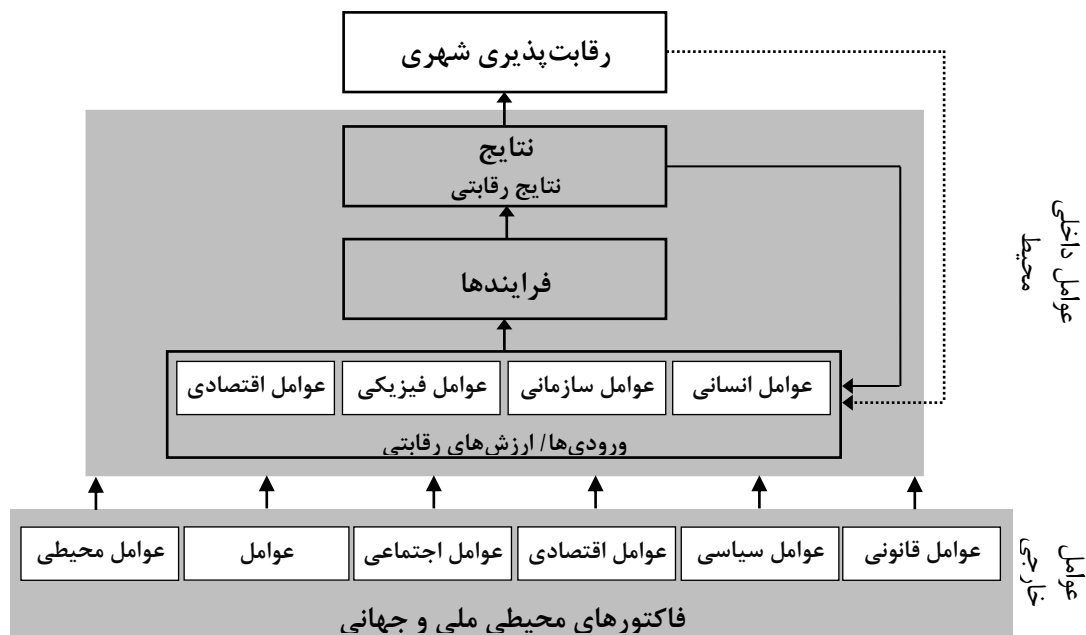 رقابت‌پذیری شهری
نتایج
نتایج رقابتی
فرایندها
عوامل انسانی
عوامل سازمانی
عوامل فیزیکی
عوامل اقتصادی
ورودی‌ها/ ارزش‌های رقابتی
عوامل داخلی
محیط
عوامل قانونی
عوامل سیاسی
عوامل اقتصادی
عوامل اجتماعی
عوامل
عوامل محیطی
فاکتورهای محیطی ملی و جهانی
عوامل
خارجی